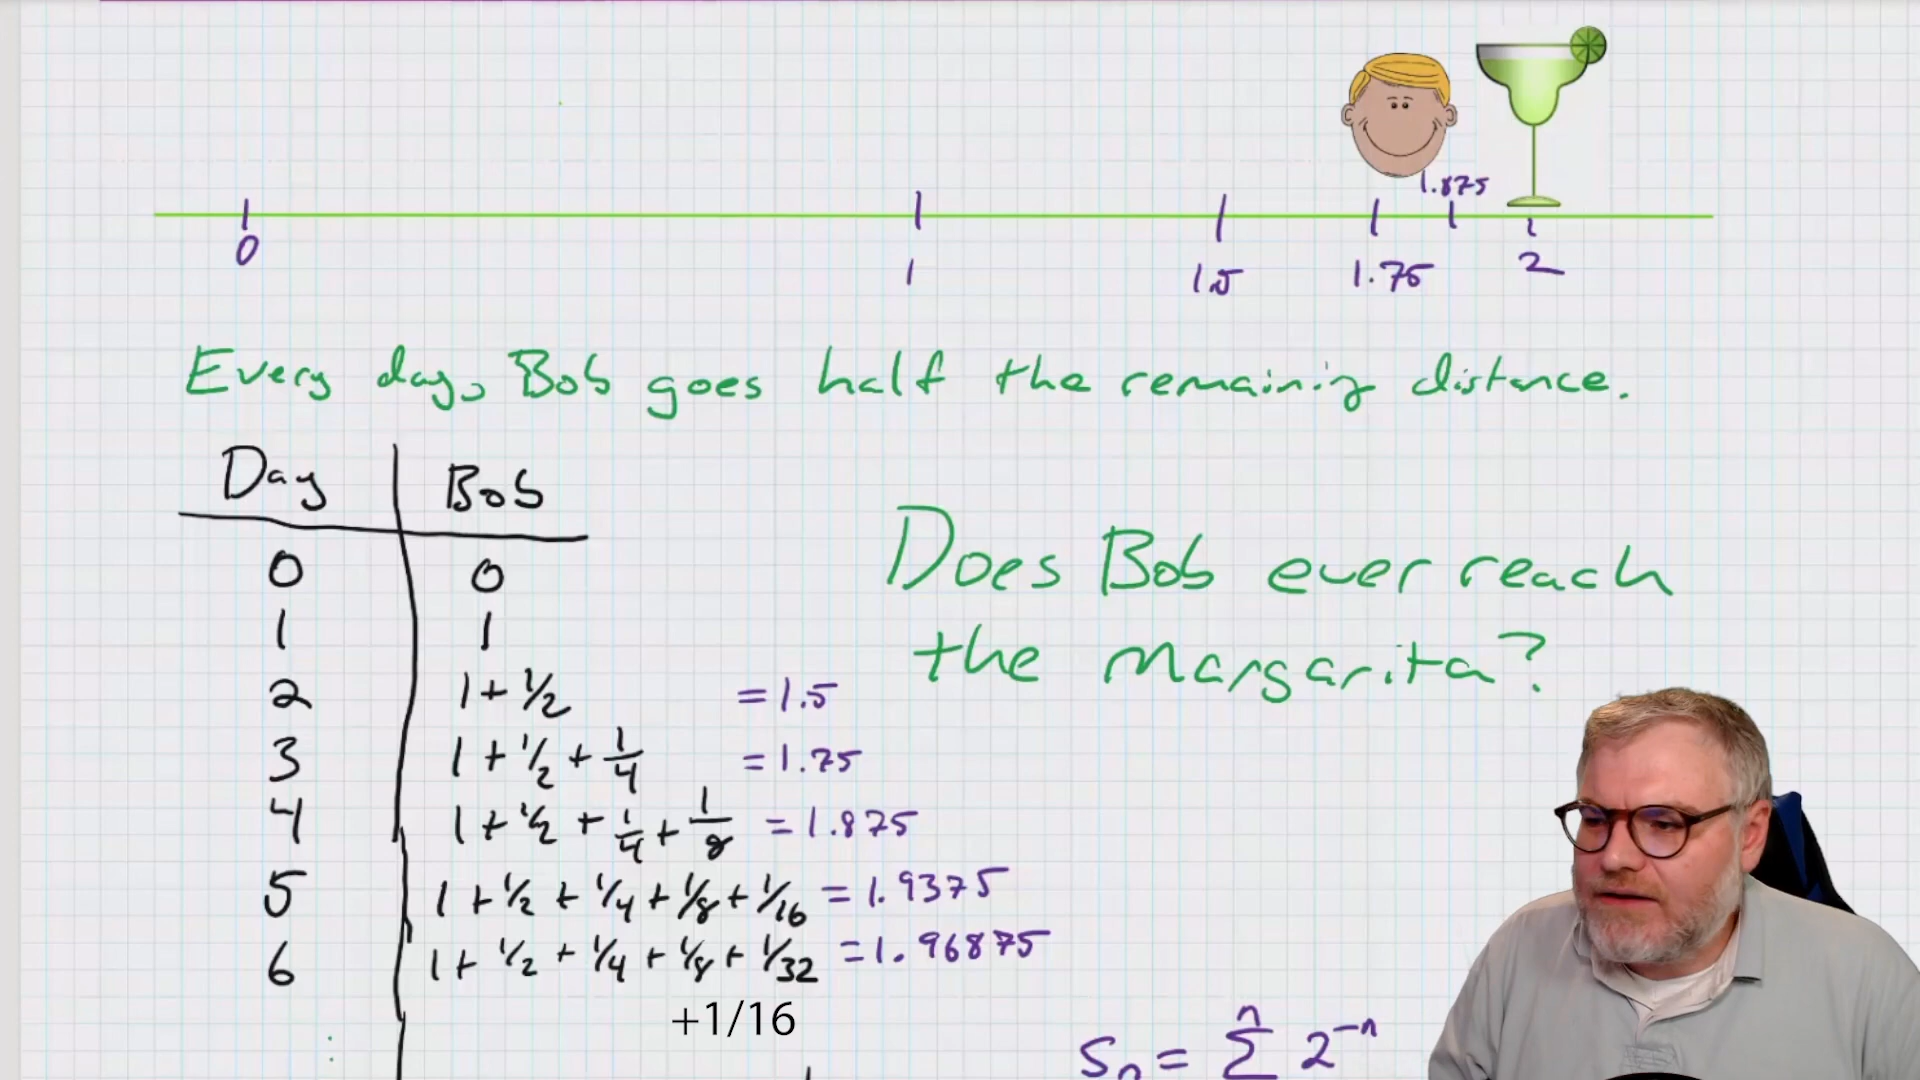 1.875
0 1 1.5 1.75 2
Every day, Bob goes half the remaining distance.
Day Bob
0 0
1 1
2 1+1/2 = 1.5
3 1+1/2+1/4 = 1.75
4 1+1/2+1/4+1/8 = 1.875
5 1+1/2+1/4+1/8+1/16 = 1.9375
6 1+1/2+1/4+1/8+1/32 = 1.96875
+1/16
Does Bob ever reach
the margarita?
Sn = n Σ 2^-n